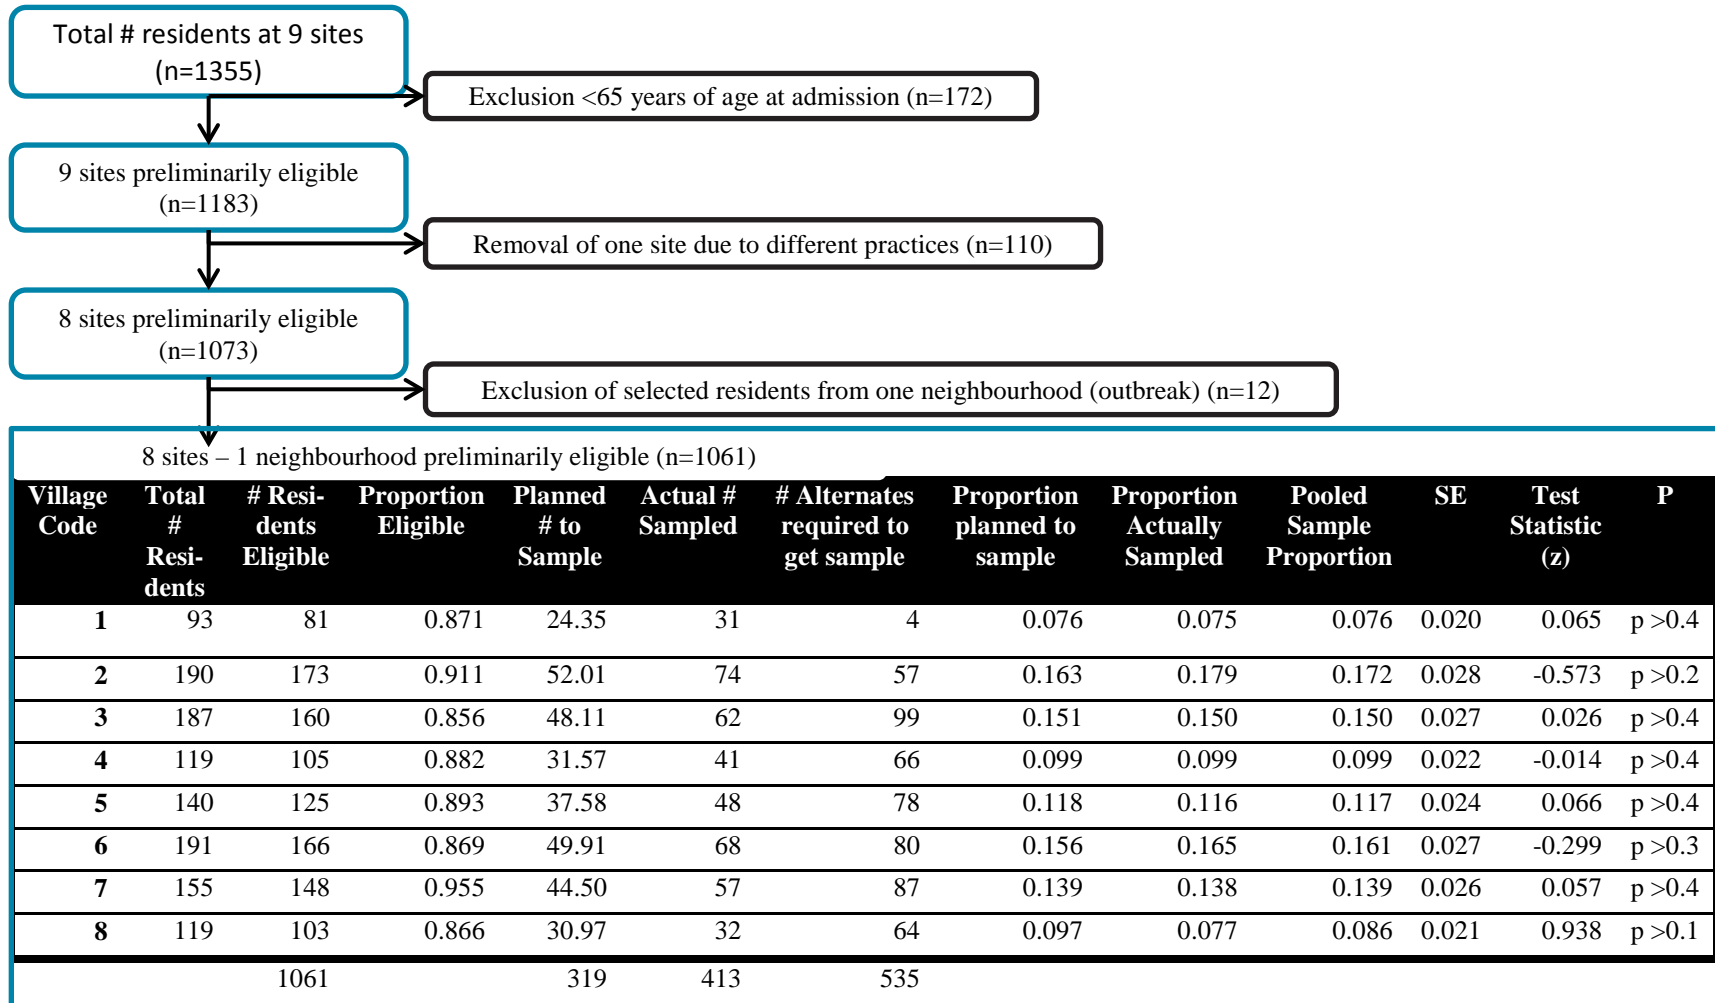 Total # residents at 9 sites
(n=1355)
Exclusion <65 years of age at admission (n=172)
9 sites preliminarily eligible
(n=1183)
Removal of one site due to different practices (n=110)
8 sites preliminarily eligible
(n=1073)
Exclusion of selected residents from one neighbourhood (outbreak) (n=12)
8 sites – 1 neighbourhood preliminarily eligible (n=1061)
Village Total # Resi- Proportion Planned Actual # # Alternates Proportion Proportion Pooled SE Test P
Code # dents Eligible # to Sampled required to planned to Actually Sample Statistic
Resi- Eligible Sample get sample sample Sampled Proportion (z)
dents
1 93 81 0.871 24.35 31 4 0.076 0.075 0.076 0.020 0.065 p >0.4
2 190 173 0.911 52.01 74 57 0.163 0.179 0.172 0.028 -0.573 p >0.2
3 187 160 0.856 48.11 62 99 0.151 0.150 0.150 0.027 0.026 p >0.4
4 119 105 0.882 31.57 41 66 0.099 0.099 0.099 0.022 -0.014 p >0.4
5 140 125 0.893 37.58 48 78 0.118 0.116 0.117 0.024 0.066 p >0.4
6 191 166 0.869 49.91 68 80 0.156 0.165 0.161 0.027 -0.299 p >0.3
7 155 148 0.955 44.50 57 87 0.139 0.138 0.139 0.026 0.057 p >0.4
8 119 103 0.866 30.97 32 64 0.097 0.077 0.086 0.021 0.938 p >0.1
1061 319 413 535